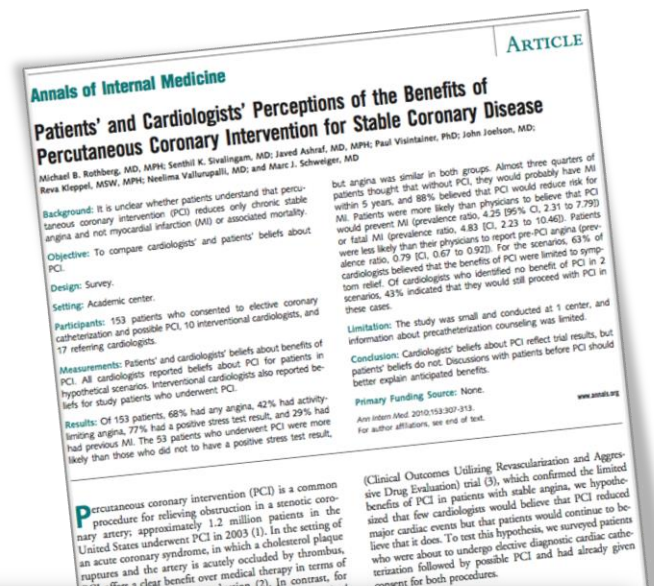 ARTICLE
Annals of Internal Medicine
Patients' and Cardiologists' Perceptions of the Benefits of
Percutaneous Coronary Intervention for Stable Coronary Disease
Michael B. Rothberg, MD, MPH; Senthil K. Sivalingam, MD; Javed Ashraf, MD, MPH; Paul Visintainer, PhD; John Joelson, MD;
Reva Kleppel, MSW, MPH; Neelima Vallurupalli, MD; and Marc J. Schweiger, MD
Background: It is unclear whether patients understand that percu-
taneous coronary intervention (PCI) reduces only chronic stable
angina and not myocardial infarction (MI) or associated mortality.
Objective: To compare cardiologists' and patients' beliefs about
PCI.
Design: Survey.
Setting: Academic center.
Participants: 153 patients who consented to elective coronary
catheterization and possible PCI, 10 interventional cardiologists, and
17 referring cardiologists.
Measurements: Patients' and cardiologists' beliefs about benefits of
PCI. All cardiologists reported beliefs about PCI for patients in
hypothetical scenarios. Interventional cardiologists also reported be-
liefs for study patients who underwent PCI.
Results: Of 153 patients, 68% had any angina, 42% had activity-
limiting angina, 77% had a positive stress test result, and 29% had
had previous MI. The 53 patients who underwent PCI were more
likely than those who did not to have a positive stress test result,
but angina was similar in both groups. Almost three quarters of
patients thought that without PCI, they would probably have MI
within 5 years, and 88% believed that PCI would reduce risk for
MI. Patients were more likely than physicians to believe that PCI
would prevent MI (prevalence ratio, 4.25 [95% CI, 2.31 to 7.79])
or fatal MI (prevalence ratio, 4.83 [CI, 2.23 to 10.46]). Patients
were less likely than their physicians to report pre-PCI angina (prev-
alence ratio, 0.79 [CI, 0.67 to 0.92]). For the scenarios, 63% of
cardiologists believed that the benefits of PCI were limited to symp-
tom relief. Of cardiologists who identified no benefit of PCI in 2
scenarios, 43% indicated that they would still proceed with PCI in
these cases.
Limitation: The study was small and conducted at 1 center, and
information about precatheterization counseling was limited.
Conclusion: Cardiologists' beliefs about PCI reflect trial results, but
patients' beliefs do not. Discussions with patients before PCI should
better explain anticipated benefits.
Primary Funding Source: None.
Ann Intern Med. 2010;153:307-313.
www.annals.org
For author affiliations, see end of text.
Percutaneous coronary intervention (PCI) is a common
procedure for relieving obstruction in a stenotic coro-
nary artery; approximately 1.2 million patients in the
United States underwent PCI in 2003 (1). In the setting of
an acute coronary syndrome, in which a cholesterol plaque
ruptures and the artery is acutely occluded by thrombus,
PCI offers a clear benefit over medical therapy in terms of
(2). In contrast, for
(Clinical Outcomes Utilizing Revascularization and Aggres-
sive Drug Evaluation) trial (3), which confirmed the limited
benefits of PCI in patients with stable angina, we hypothe-
sized that few cardiologists would believe that PCI reduced
major cardiac events but that patients would continue to be-
lieve that it does. To test this hypothesis, we surveyed patients
who were about to undergo elective diagnostic cardiac cathe-
terization followed by possible PCI and had already given
consent for both procedures.